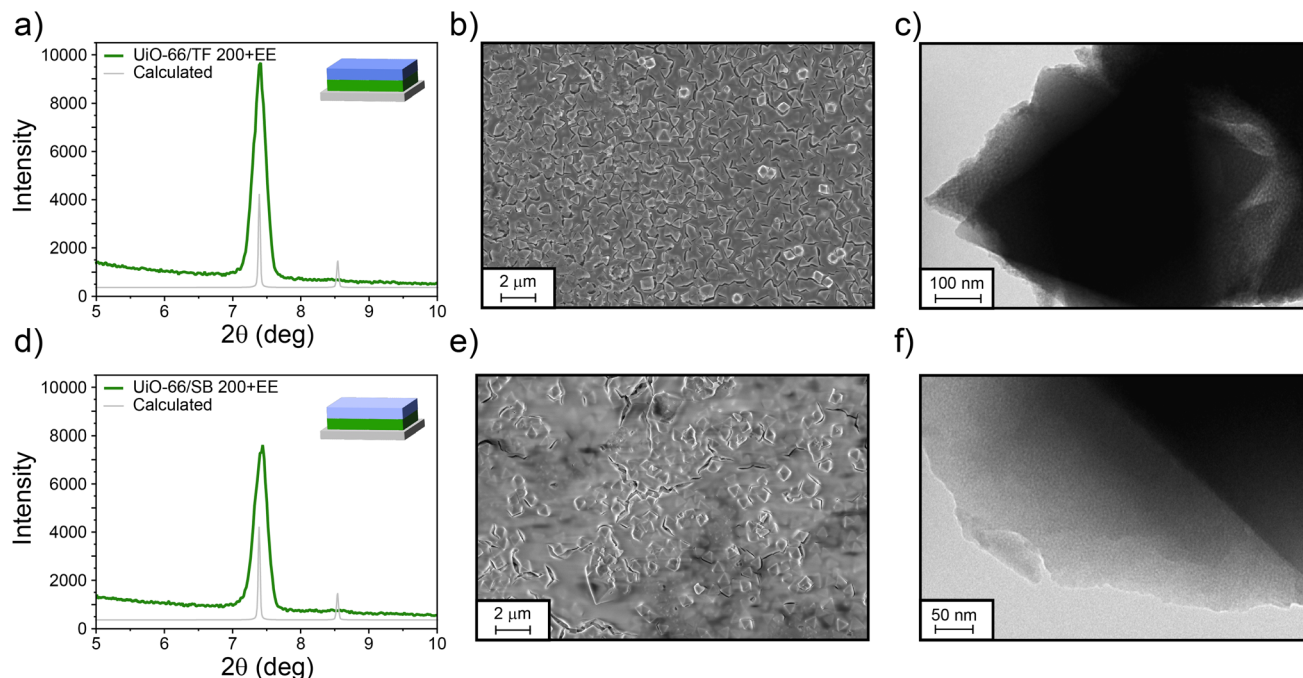 a)
UiO-66/TF 200+EE
Calculated
10000
8000
6000
4000
2000
0
Intensity
5 6 7 8 9 10
2θ (deg)
b)
2 μm
c)
100 nm
d)
UiO-66/SB 200+EE
Calculated
10000
8000
6000
4000
2000
0
Intensity
5 6 7 8 9 10
2θ (deg)
e)
2 μm
f)
50 nm